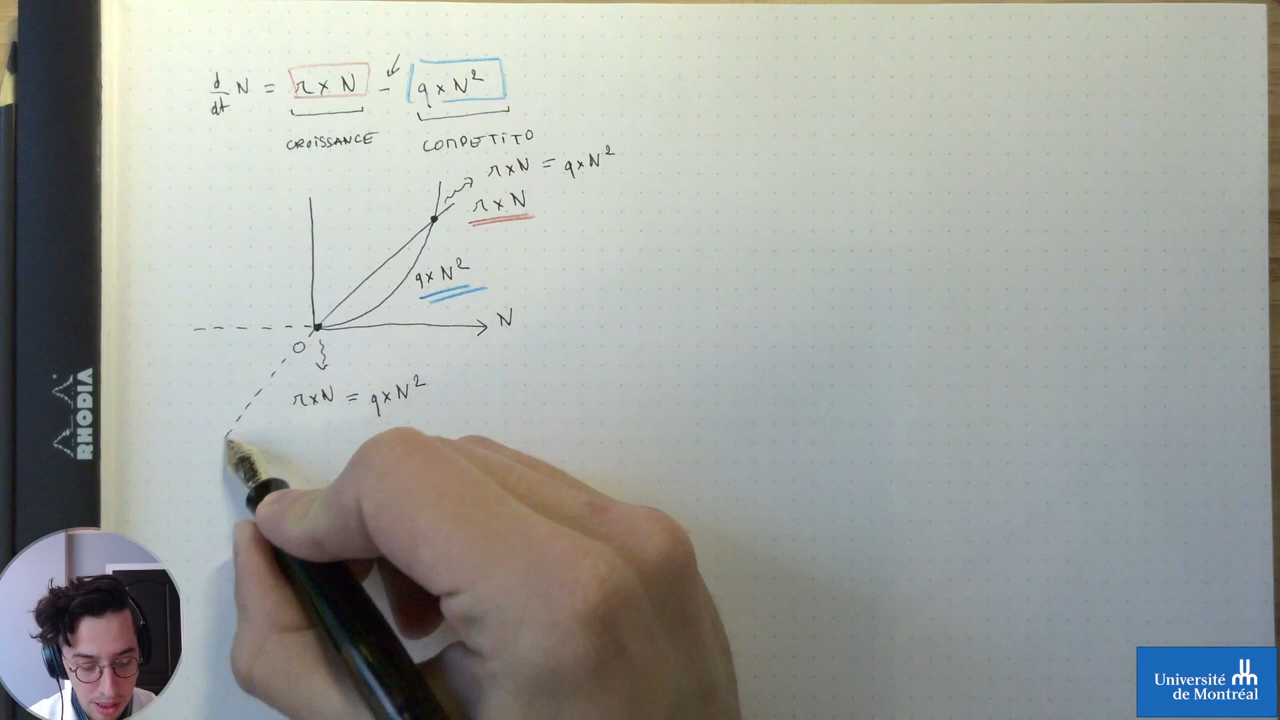 d/dt N = r × N - q × N²
CROISSANCE COMPETITO
r × N = q × N²
r × N
q × N²
N
O
r × N = q × N²
RHODIA
Université
de Montréal